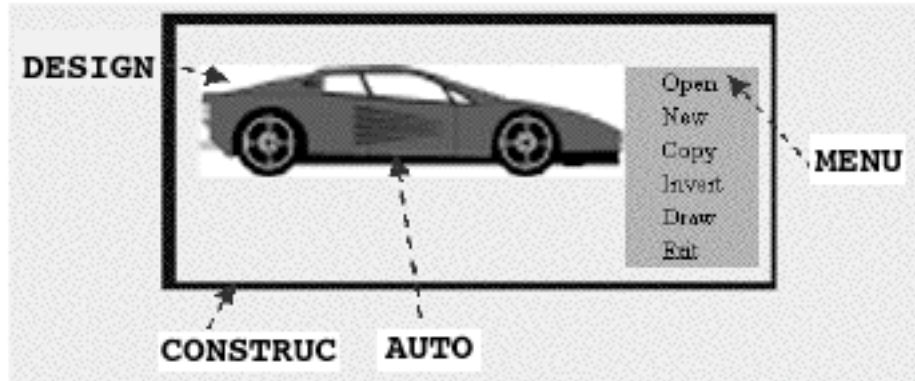 DESIGN
Open
New
Copy
Invert
Draw
Exit
MENU
CONSTRUC
AUTO